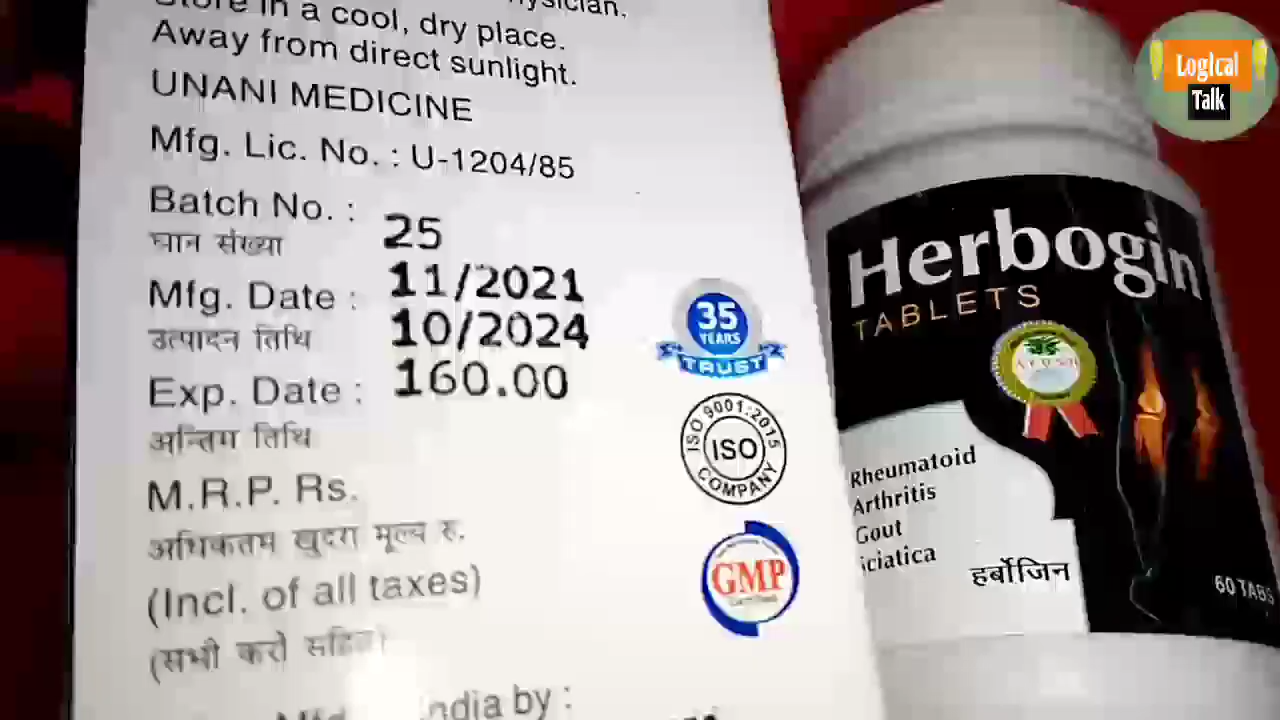 Store in a cool, dry place.
Away from direct sunlight.
UNANI MEDICINE
Mfg. Lic. No. : U-1204/85
Batch No. : 25
घान संख्या
Mfg. Date : 11/2021
उत्पादन तिथि 10/2024
Exp. Date : 160.00
अन्तिम तिथि
M.R.P. Rs.
अधिकतम खुदरा मूल्य रु.
(Incl. of all taxes)
(सभी करों सहित)
India by :
35
YEARS
TRUST
ISO 9001:2015
ISO
COMPANY
GMP
Certified
Herbogin
TABLETS
AYUSH
Rheumatoid
Arthritis
Gout
Sciatica
हर्बोजिन
60 TABS
Logical
Talk